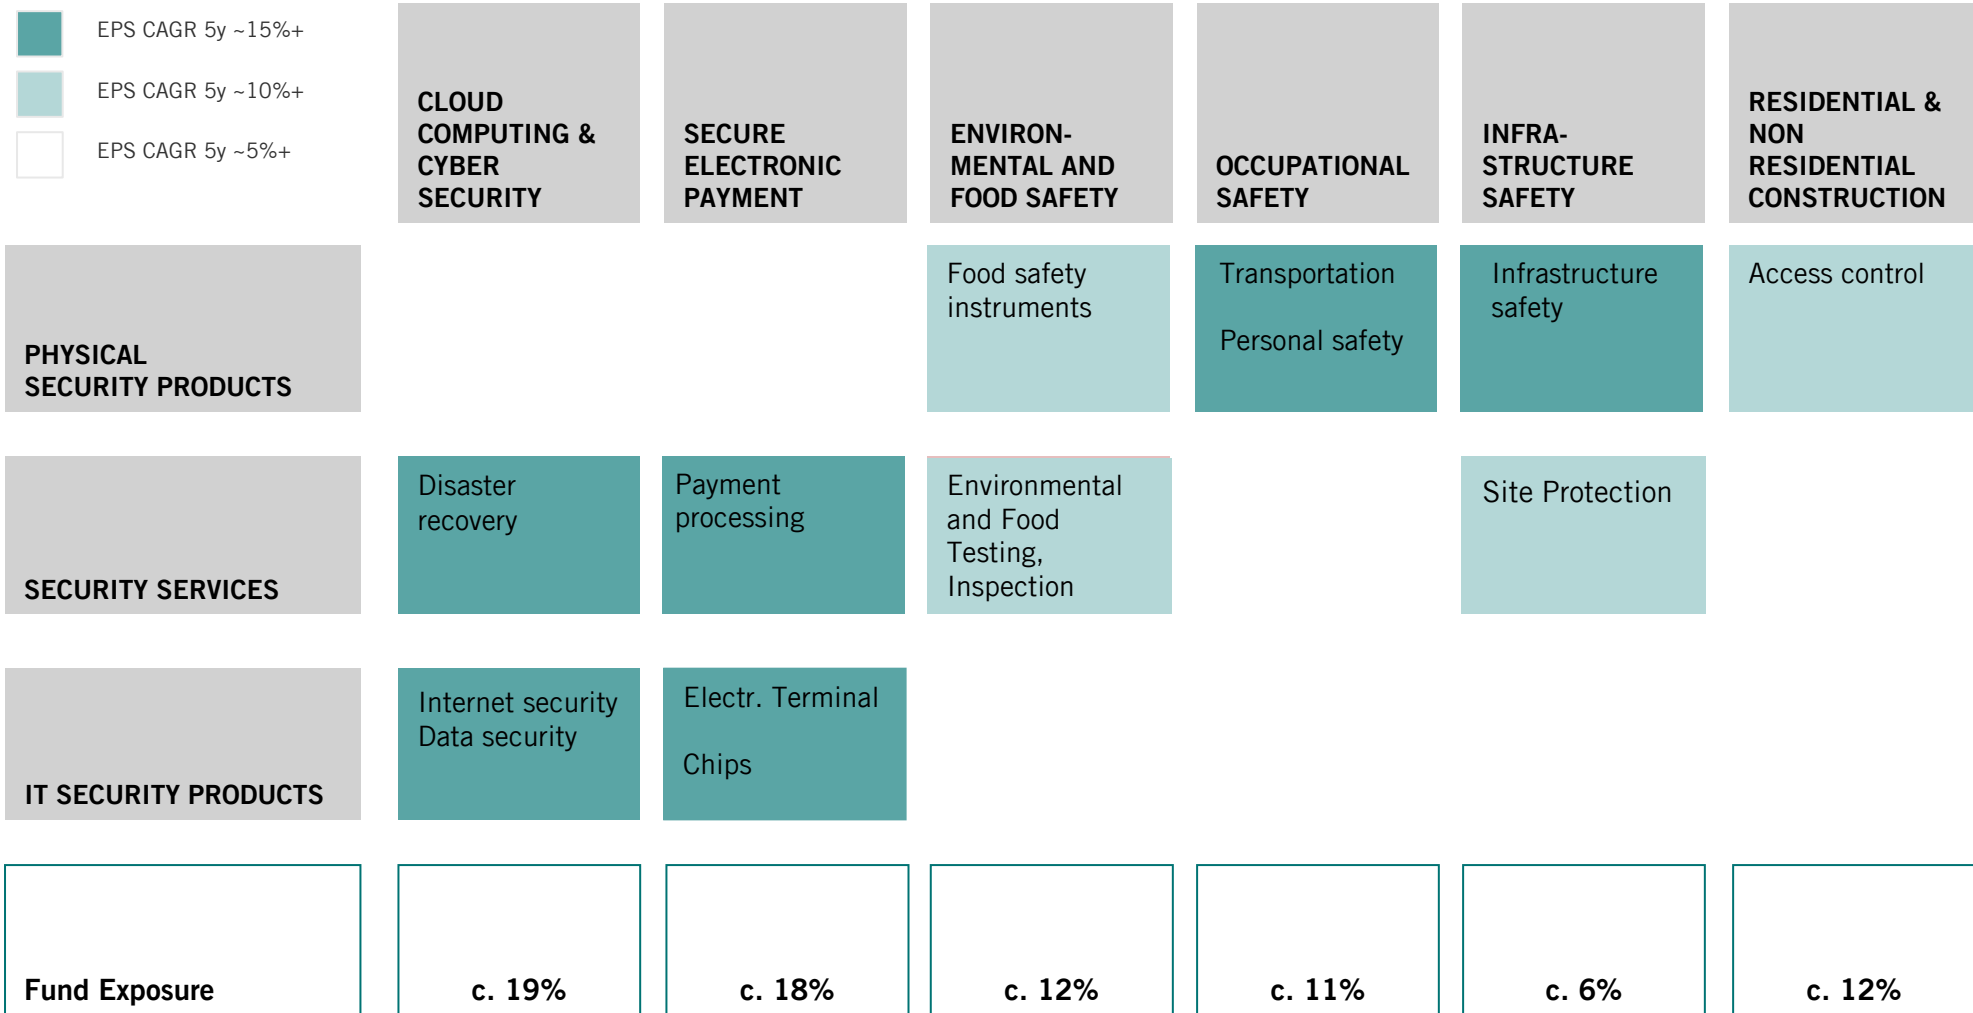 EPS CAGR 5y ~15%+
EPS CAGR 5y ~10%+
EPS CAGR 5y ~5%+
CLOUD
COMPUTING &
CYBER
SECURITY
SECURE
ELECTRONIC
PAYMENT
ENVIRON-
MENTAL AND
FOOD SAFETY
OCCUPATIONAL
SAFETY
INFRA-
STRUCTURE
SAFETY
RESIDENTIAL &
NON
RESIDENTIAL
CONSTRUCTION
PHYSICAL
SECURITY PRODUCTS
Food safety
instruments
Transportation
Personal safety
Infrastructure
safety
Access control
SECURITY SERVICES
Disaster
recovery
Payment
processing
Environmental
and Food
Testing,
Inspection
Site Protection
IT SECURITY PRODUCTS
Internet security
Data security
Electr. Terminal
Chips
Fund Exposure
c. 19%
c. 18%
c. 12%
c. 11%
c. 6%
c. 12%